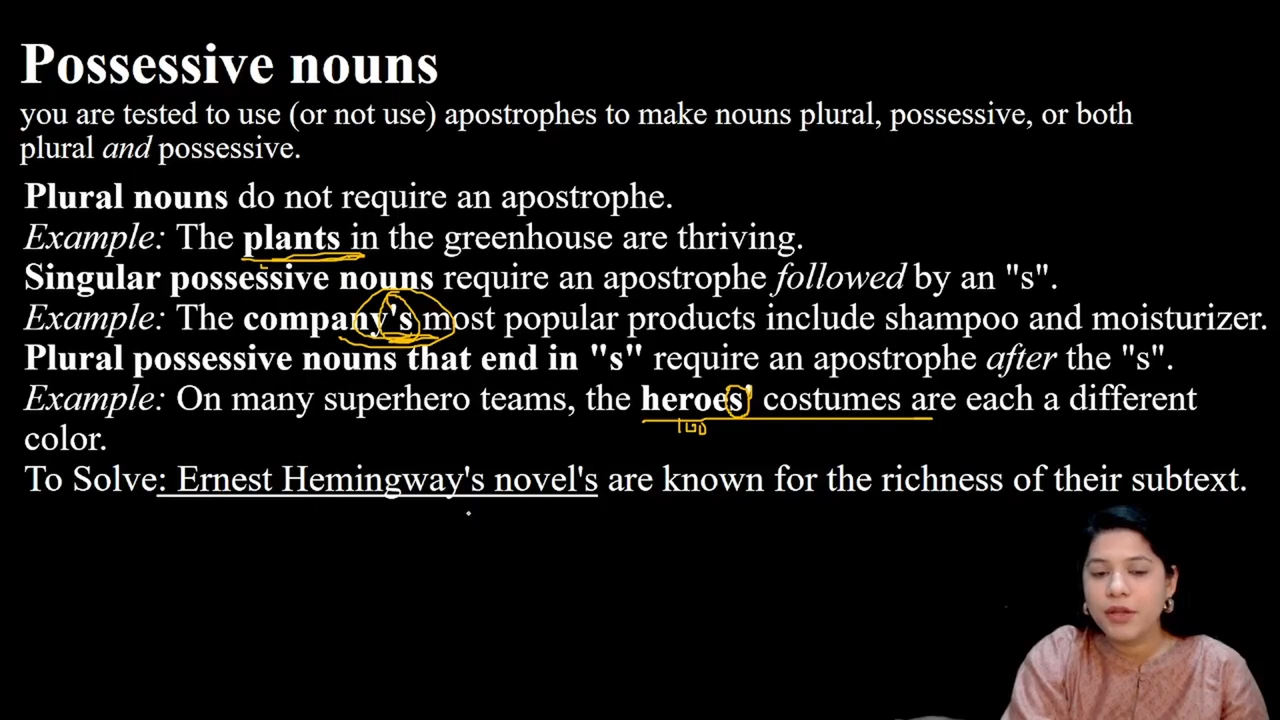 Possessive nouns
you are tested to use (or not use) apostrophes to make nouns plural, possessive, or both
plural and possessive.
Plural nouns do not require an apostrophe.
Example: The plants in the greenhouse are thriving.
Singular possessive nouns require an apostrophe followed by an "s".
Example: The company's most popular products include shampoo and moisturizer.
Plural possessive nouns that end in "s" require an apostrophe after the "s".
Example: On many superhero teams, the heroes' costumes are each a different
color.
To Solve: Ernest Hemingway's novel's are known for the richness of their subtext.